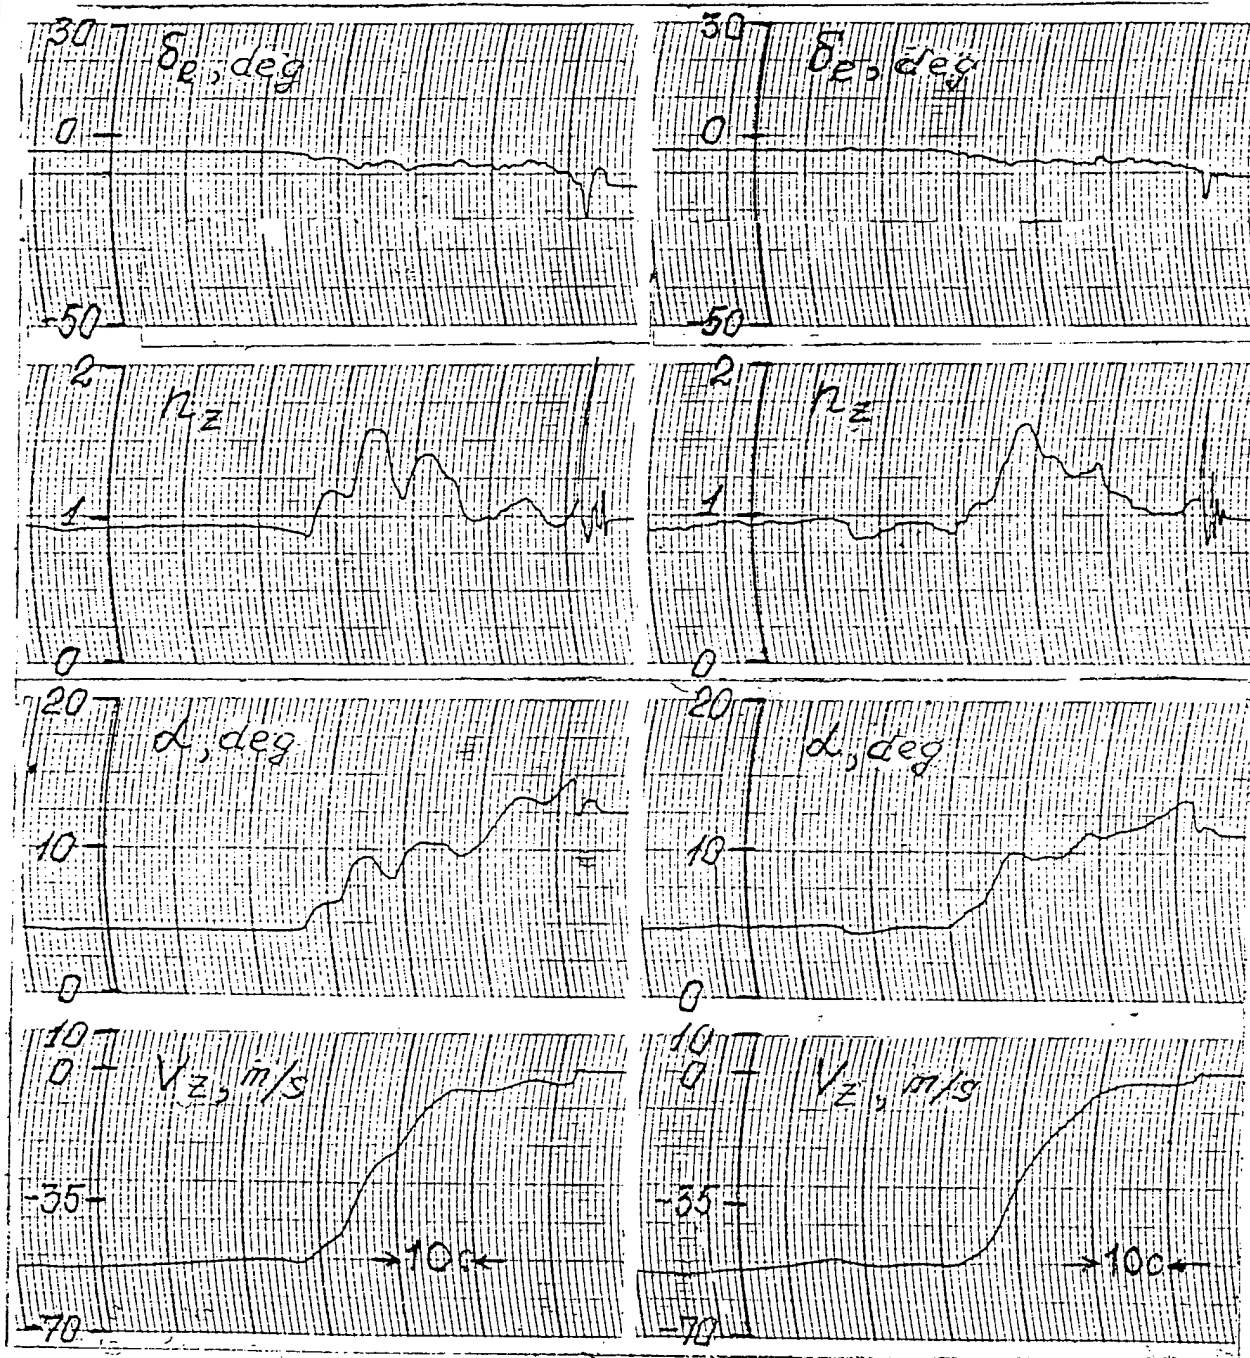 30 δe, deg 30 δe, deg
0 0
-50 -50
2 2
nz nz
1 1
0 0
20 20
α, deg α, deg
10 10
0 0
10 10
0 Vz, m/s 0 Vz, m/s
-35 -35
10c 10c
-70 -70